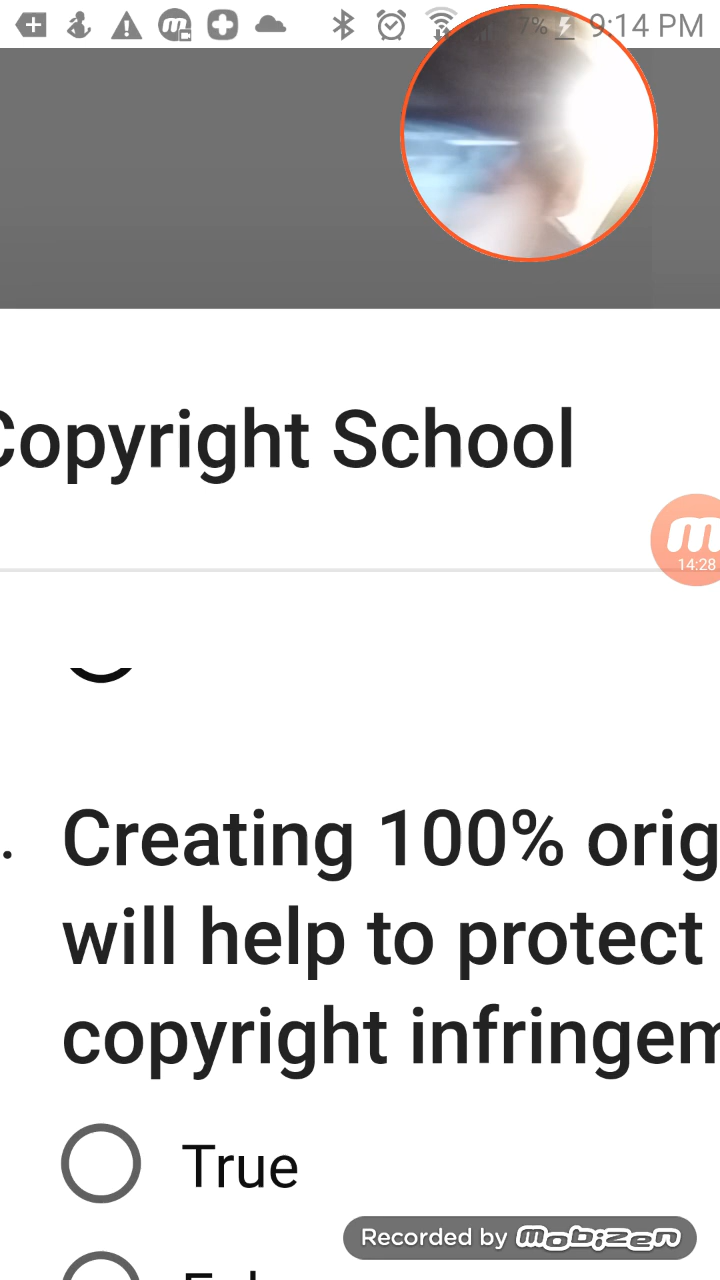 7% 9:14 PM
Copyright School
14:28
. Creating 100% orig
will help to protect
copyright infringem
True
Recorded by mobizen